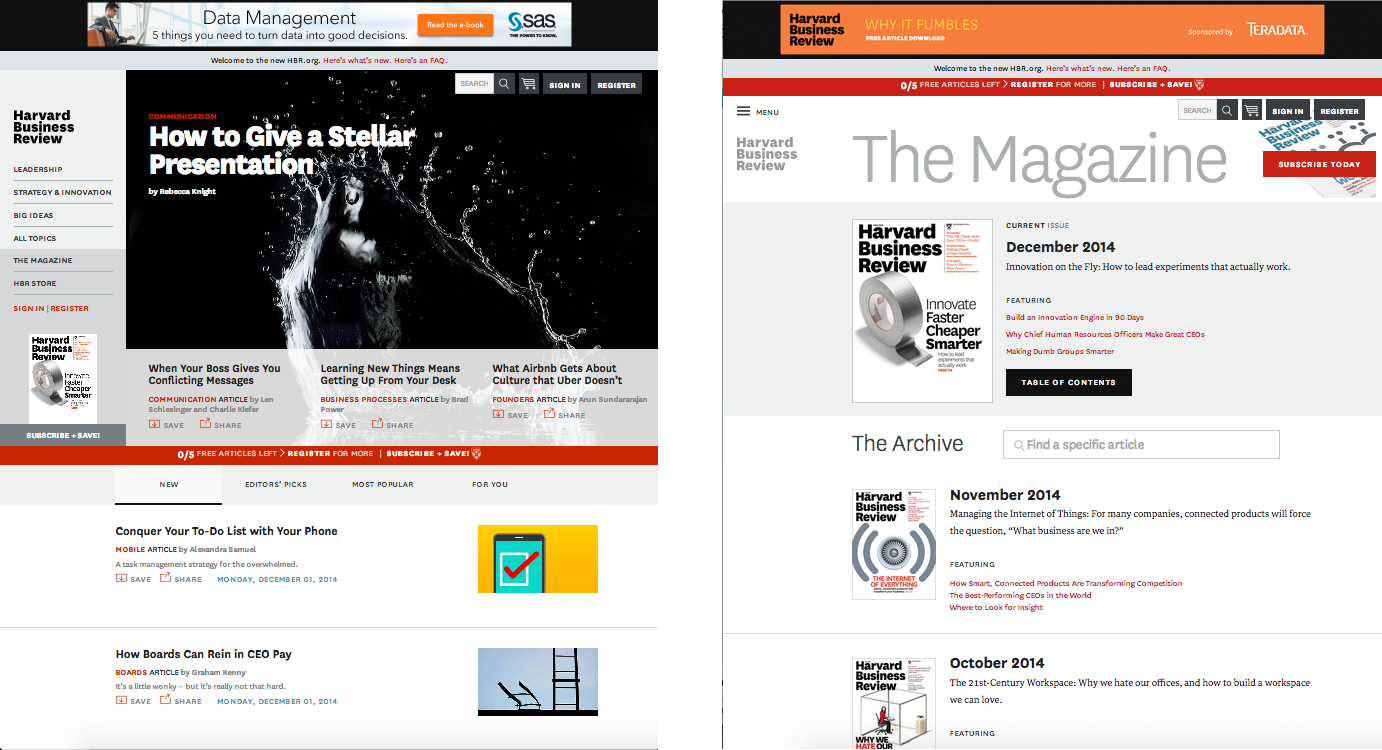 Data Management
5 things you need to turn data into good decisions.
Read the e-book
sas
THE POWER TO KNOW.
Welcome to the new HBR.org. Here's what's new. Here's an FAQ.
SEARCH
SIGN IN
REGISTER
Harvard
Business
Review
LEADERSHIP
STRATEGY & INNOVATION
BIG IDEAS
ALL TOPICS
THE MAGAZINE
HBR STORE
SIGN IN | REGISTER
Harvard
Business
Review
Innovate
Faster
Cheaper
Smarter
SUBSCRIBE + SAVE!
COMMUNICATION
How to Give a Stellar
Presentation
by Rebecca Knight
When Your Boss Gives You
Conflicting Messages
COMMUNICATION ARTICLE by Len
Schlesinger and Charlie Kiefer
SAVE SHARE
Learning New Things Means
Getting Up From Your Desk
BUSINESS PROCESSES ARTICLE by Brad
Power
SAVE SHARE
What Airbnb Gets About
Culture that Uber Doesn't
FOUNDERS ARTICLE by Arun Sundararajan
SAVE SHARE
0/5 FREE ARTICLES LEFT > REGISTER FOR MORE | SUBSCRIBE + SAVE!
NEW EDITORS' PICKS MOST POPULAR FOR YOU
Conquer Your To-Do List with Your Phone
MOBILE ARTICLE by Alexandra Samuel
A task management strategy for the overwhelmed.
SAVE SHARE MONDAY, DECEMBER 01, 2014
How Boards Can Rein in CEO Pay
BOARDS ARTICLE by Graham Kenny
It's a little wonky – but it's really not that hard.
SAVE SHARE MONDAY, DECEMBER 01, 2014
Harvard
Business
Review
WHY IT FUMBLES
FREE ARTICLE DOWNLOAD
Sponsored by TERADATA.
Welcome to the new HBR.org. Here's what's new. Here's an FAQ.
0/5 FREE ARTICLES LEFT > REGISTER FOR MORE | SUBSCRIBE + SAVE!
MENU
SEARCH
SIGN IN
REGISTER
Harvard
Business
Review
The Magazine
SUBSCRIBE TODAY
Harvard
Business
Review
Innovate
Faster
Cheaper
Smarter
How to lead
experiments that
actually work
CURRENT ISSUE
December 2014
Innovation on the Fly: How to lead experiments that actually work.
FEATURING
Build an Innovation Engine in 90 Days
Why Chief Human Resources Officers Make Great CEOs
Making Dumb Groups Smarter
TABLE OF CONTENTS
The Archive
Find a specific article
Harvard
Business
Review
THE INTERNET
OF EVERYTHING
November 2014
Managing the Internet of Things: For many companies, connected products will force
the question, “What business are we in?”
FEATURING
How Smart, Connected Products Are Transforming Competition
The Best-Performing CEOs in the World
Where to Look for Insight
Harvard
Business
Review
WHY WE
HATE OUR
October 2014
The 21st-Century Workspace: Why we hate our offices, and how to build a workspace
we can love.
FEATURING